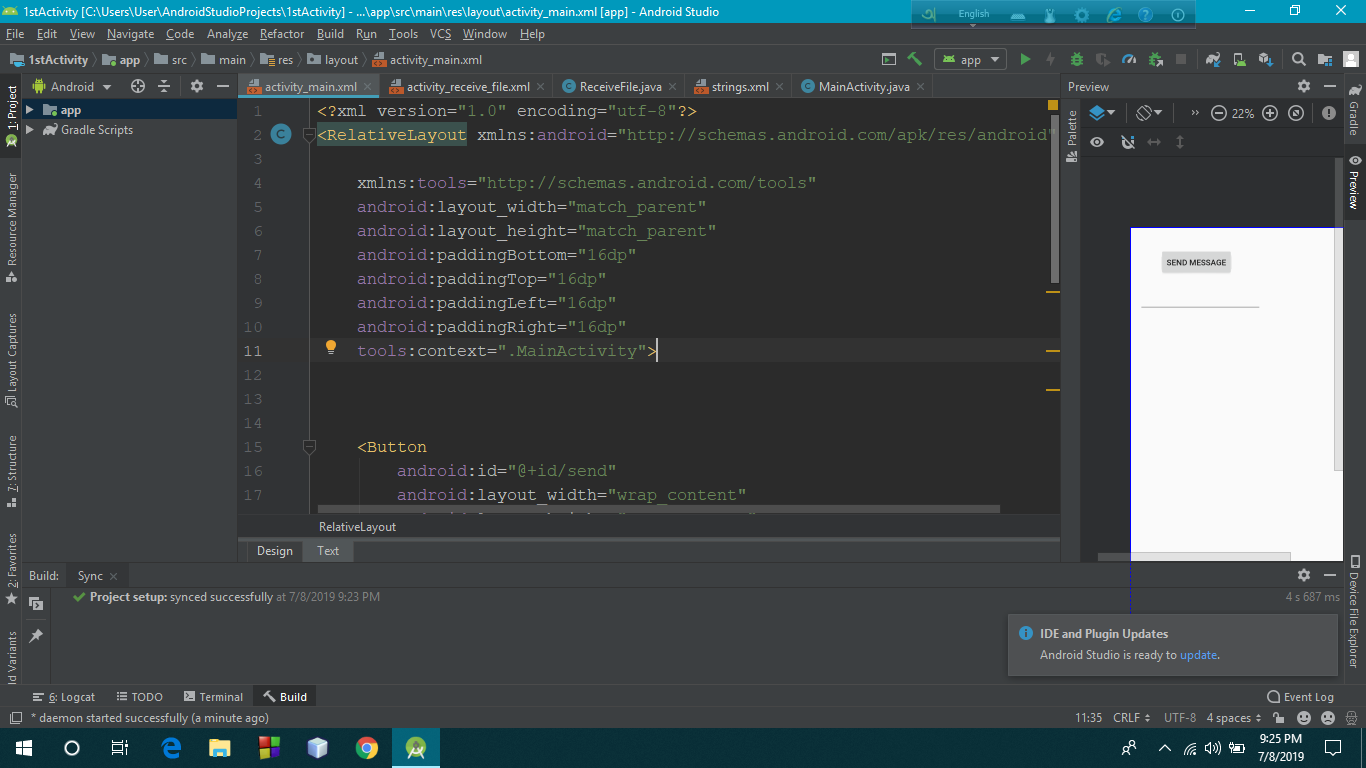 1stActivity [C:\Users\User\AndroidStudioProjects\1stActivity] - ...\app\src\main\res\layout\activity_main.xml [app] - Android Studio
English
File Edit View Navigate Code Analyze Refactor Build Run Tools VCS Window Help
1stActivity app src main res layout activity_main.xml
app
Android
activity_main.xml activity_receive_file.xml ReceiveFile.java strings.xml MainActivity.java
Preview
app
Gradle Scripts
1: Project
Resource Manager
Layout Captures
7: Structure
2: Favorites
1 <?xml version="1.0" encoding="utf-8"?>
2 <RelativeLayout xmlns:android="http://schemas.android.com/apk/res/android"
3
4 xmlns:tools="http://schemas.android.com/tools"
5 android:layout_width="match_parent"
6 android:layout_height="match_parent"
7 android:paddingBottom="16dp"
8 android:paddingTop="16dp"
9 android:paddingLeft="16dp"
10 android:paddingRight="16dp"
11 tools:context=".MainActivity">
12
13
14
15 <Button
16 android:id="@+id/send"
17 android:layout_width="wrap_content"
RelativeLayout
Design Text
Palette
22%
SEND MESSAGE
Gradle
Preview
Device File Explorer
Build: Sync
Project setup: synced successfully at 7/8/2019 9:23 PM
4 s 687 ms
IDE and Plugin Updates
Android Studio is ready to update.
6: Logcat TODO Terminal Build
Event Log
* daemon started successfully (a minute ago)
11:35 CRLF UTF-8 4 spaces
9:25 PM
7/8/2019